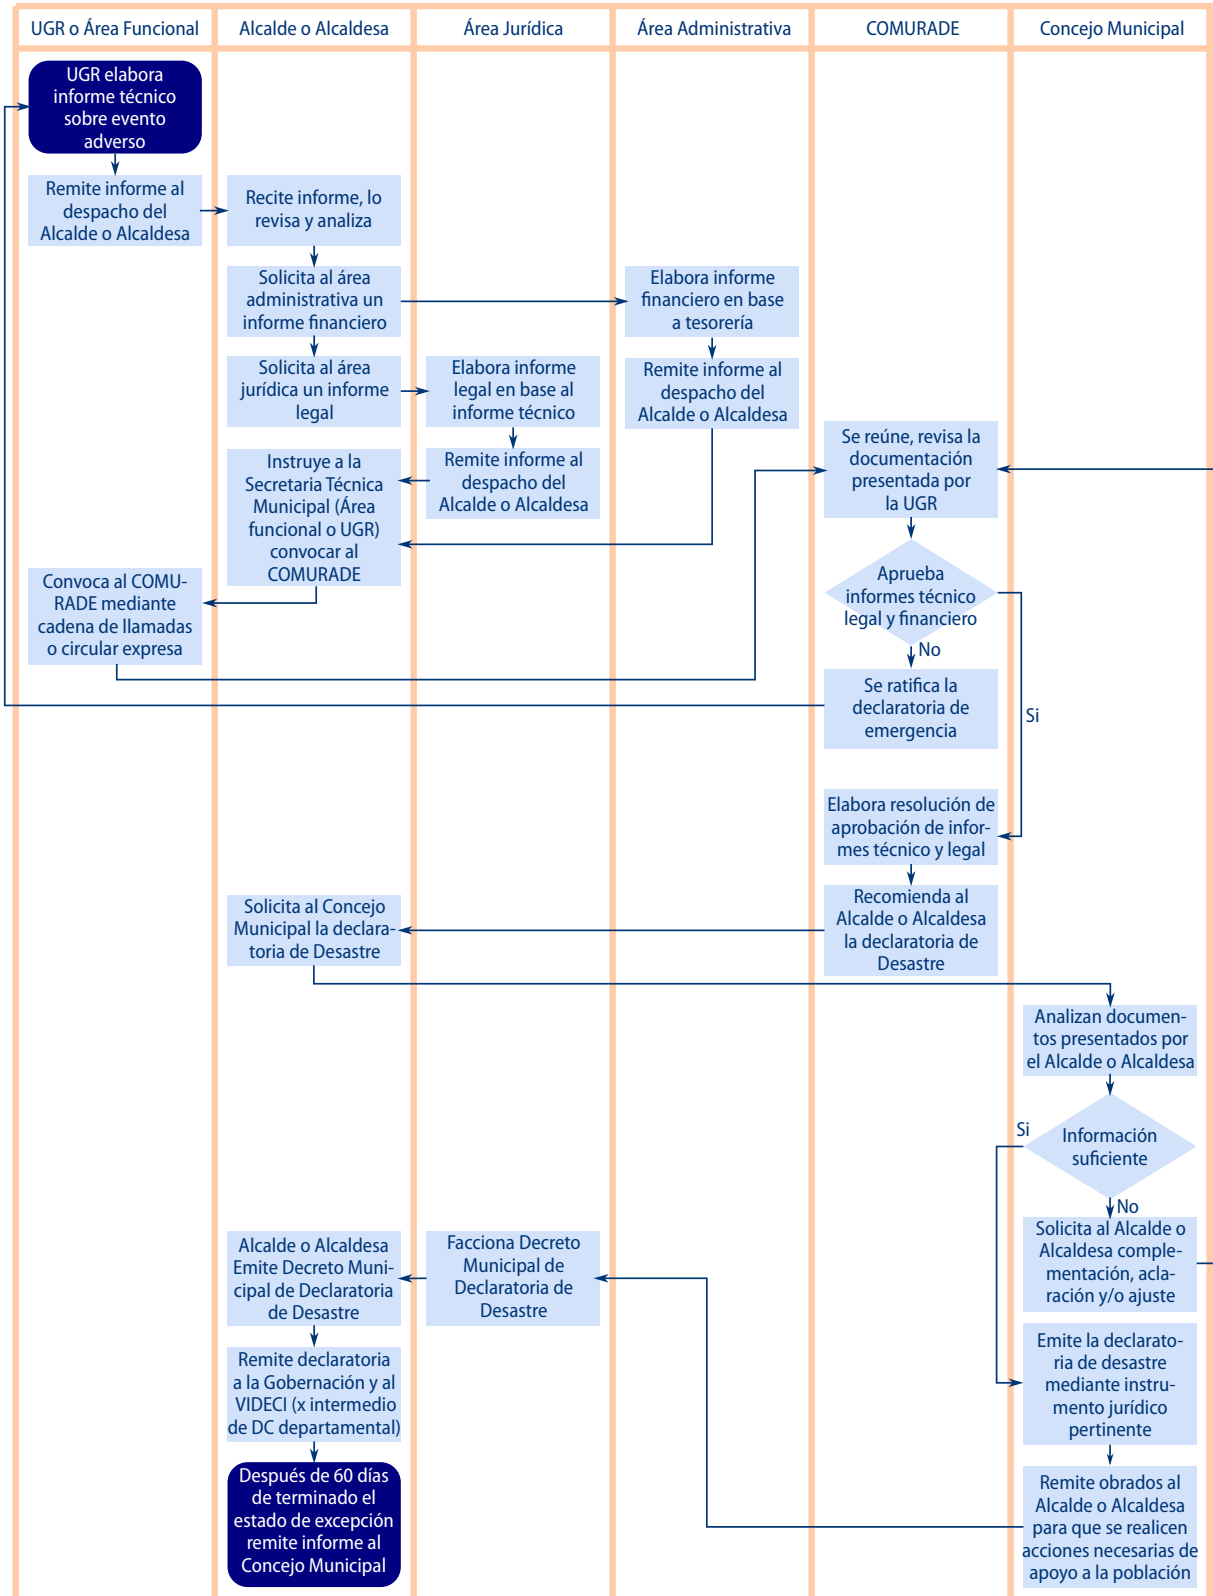 UGR o Área Funcional
Alcalde o Alcaldesa
Área Jurídica
Área Administrativa
COMURADE
Concejo Municipal
UGR elabora
informe técnico
sobre evento
adverso
Remite informe al
despacho del
Alcalde o Alcaldesa
Recite informe, lo
revisa y analiza
Solicita al área
administrativa un
informe financiero
Elabora informe
financiero en base
a tesorería
Solicita al área
jurídica un informe
legal
Elabora informe
legal en base al
informe técnico
Remite informe al
despacho del
Alcalde o Alcaldesa
Instruye a la
Secretaria Técnica
Municipal (Área
funcional o UGR)
convocar al
COMURADE
Remite informe al
despacho del
Alcalde o Alcaldesa
Se reúne, revisa la
documentación
presentada por
la UGR
Convoca al COMU-
RADE mediante
cadena de llamadas
o circular expresa
Aprueba
informes técnico
legal y financiero
No
Si
Se ratifica la
declaratoria de
emergencia
Elabora resolución de
aprobación de infor-
mes técnico y legal
Recomienda al
Alcalde o Alcaldesa
la declaratoria de
Desastre
Solicita al Concejo
Municipal la declara-
toria de Desastre
Analizan documen-
tos presentados por
el Alcalde o Alcaldesa
Si
Información
suficiente
No
Solicita al Alcalde o
Alcaldesa comple-
mentación, acla-
ración y/o ajuste
Emite la declarato-
ria de desastre
mediante instru-
mento jurídico
pertinente
Remite obrados al
Alcalde o Alcaldesa
para que se realicen
acciones necesarias de
apoyo a la población
Facciona Decreto
Municipal de
Declaratoria de
Desastre
Alcalde o Alcaldesa
Emite Decreto Muni-
cipal de Declaratoria
de Desastre
Remite declaratoria
a la Gobernación y al
VIDECI (x intermedio
de DC departamental)
Después de 60 días
de terminado el
estado de excepción
remite informe al
Concejo Municipal